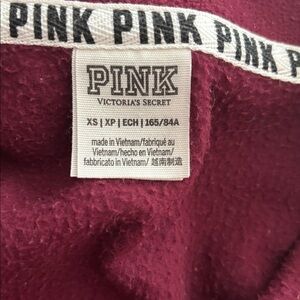 PINK PINK PINK PINK PINK
PINK
VICTORIA'S SECRET
XS | XP | ECH | 165/84A
made in Vietnam/fabriqué au
Vietnam/hecho en Vietnam/
fabbricato in Vietnam/ 越南制造